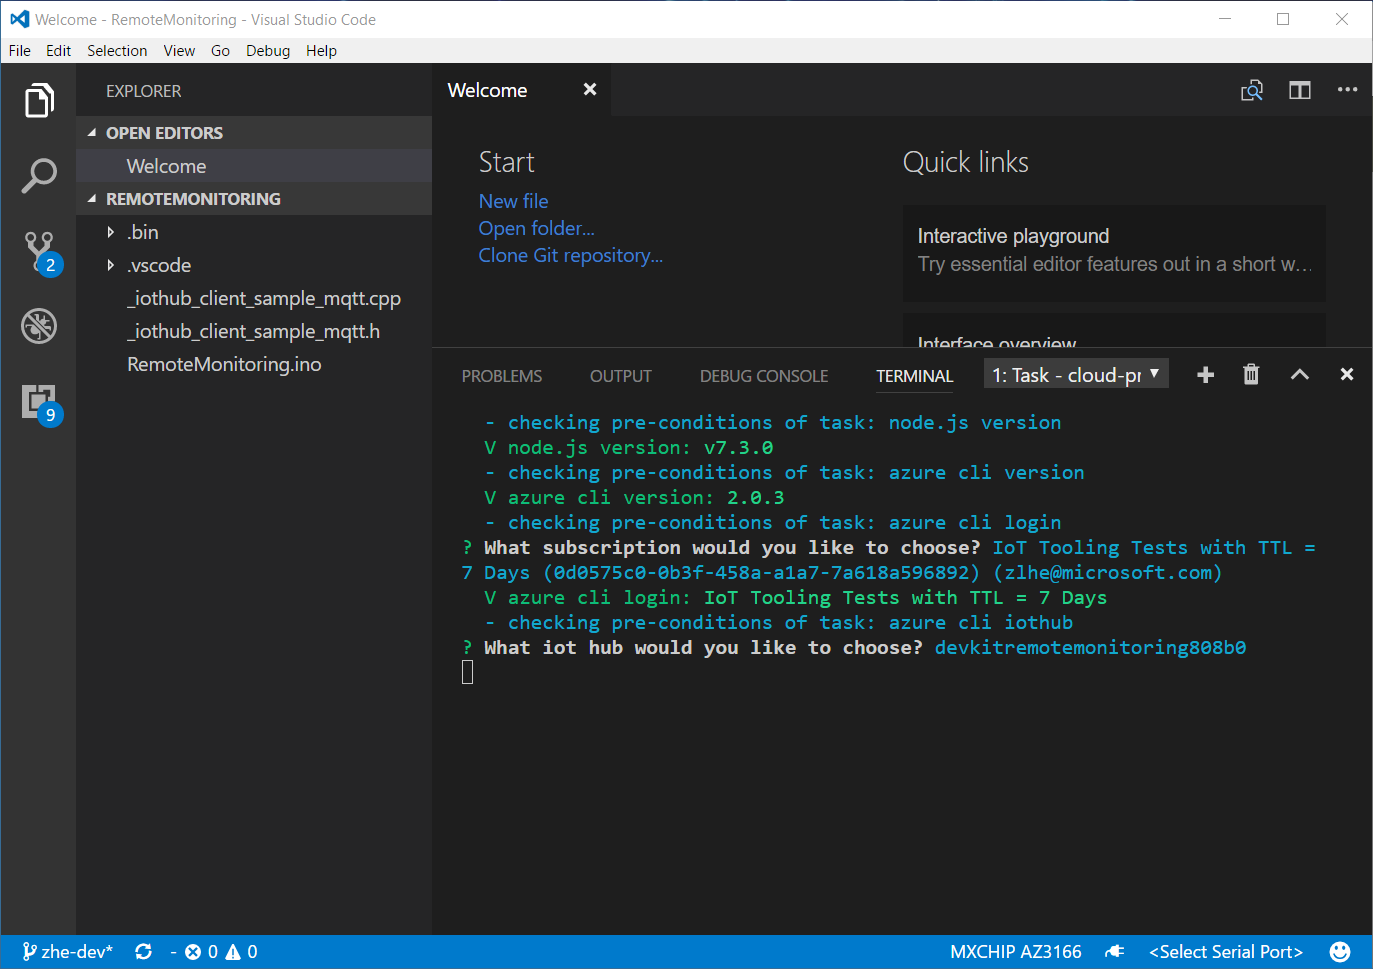 Welcome - RemoteMonitoring - Visual Studio Code
File Edit Selection View Go Debug Help
EXPLORER
OPEN EDITORS
Welcome
REMOTEMONITORING
.bin
.vscode
_iothub_client_sample_mqtt.cpp
_iothub_client_sample_mqtt.h
RemoteMonitoring.ino
2
9
Welcome
Start
New file
Open folder...
Clone Git repository...
Quick links
Interactive playground
Try essential editor features out in a short w...
Interface overview
PROBLEMS OUTPUT DEBUG CONSOLE TERMINAL 1: Task - cloud-pr
- checking pre-conditions of task: node.js version
V node.js version: v7.3.0
- checking pre-conditions of task: azure cli version
V azure cli version: 2.0.3
- checking pre-conditions of task: azure cli login
? What subscription would you like to choose? IoT Tooling Tests with TTL =
7 Days (0d0575c0-0b3f-458a-a1a7-7a618a596892) (zlhe@microsoft.com)
V azure cli login: IoT Tooling Tests with TTL = 7 Days
- checking pre-conditions of task: azure cli iothub
? What iot hub would you like to choose? devkitremotemonitoring808b0
zhe-dev* - 0 0 MXCHIP AZ3166 <Select Serial Port>